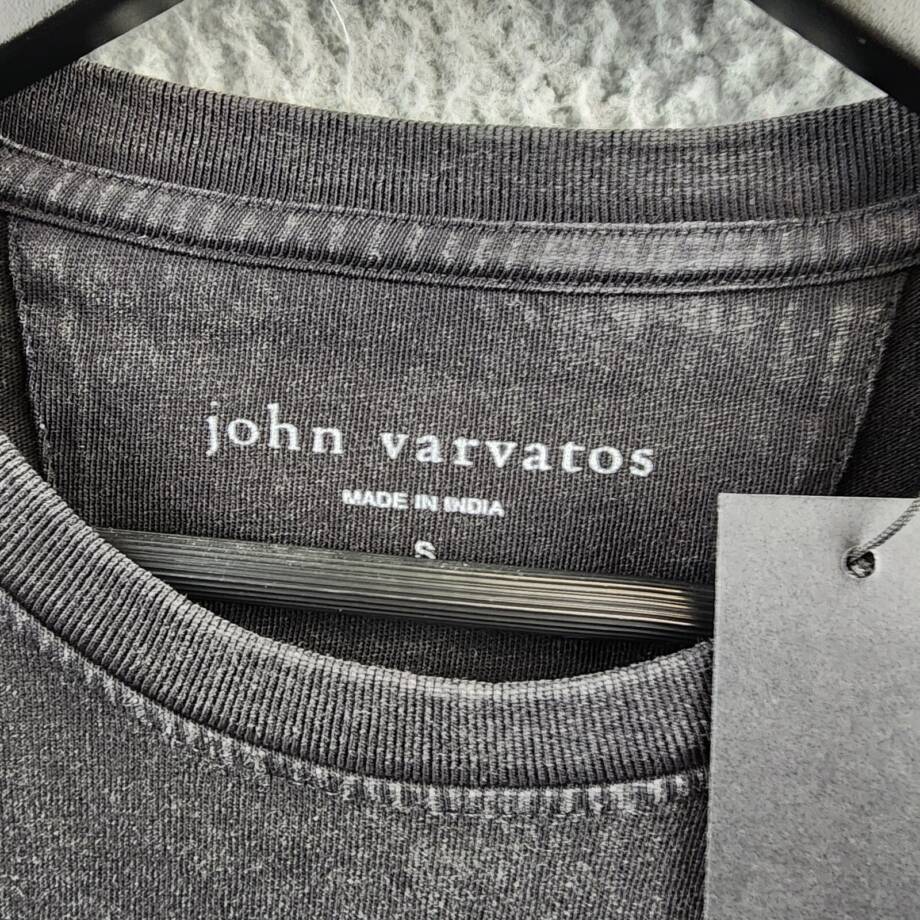 john varvatos
MADE IN INDIA
S